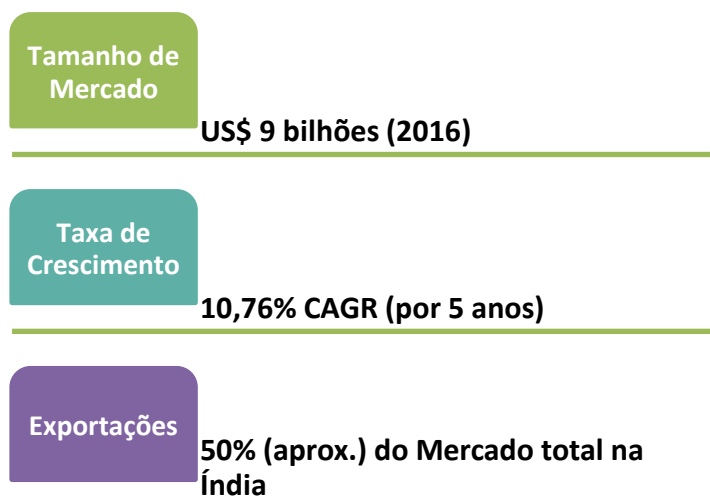 Tamanho de
Mercado
US$ 9 bilhões (2016)
Taxa de
Crescimento
10,76% CAGR (por 5 anos)
Exportações
50% (aprox.) do Mercado total na
Índia